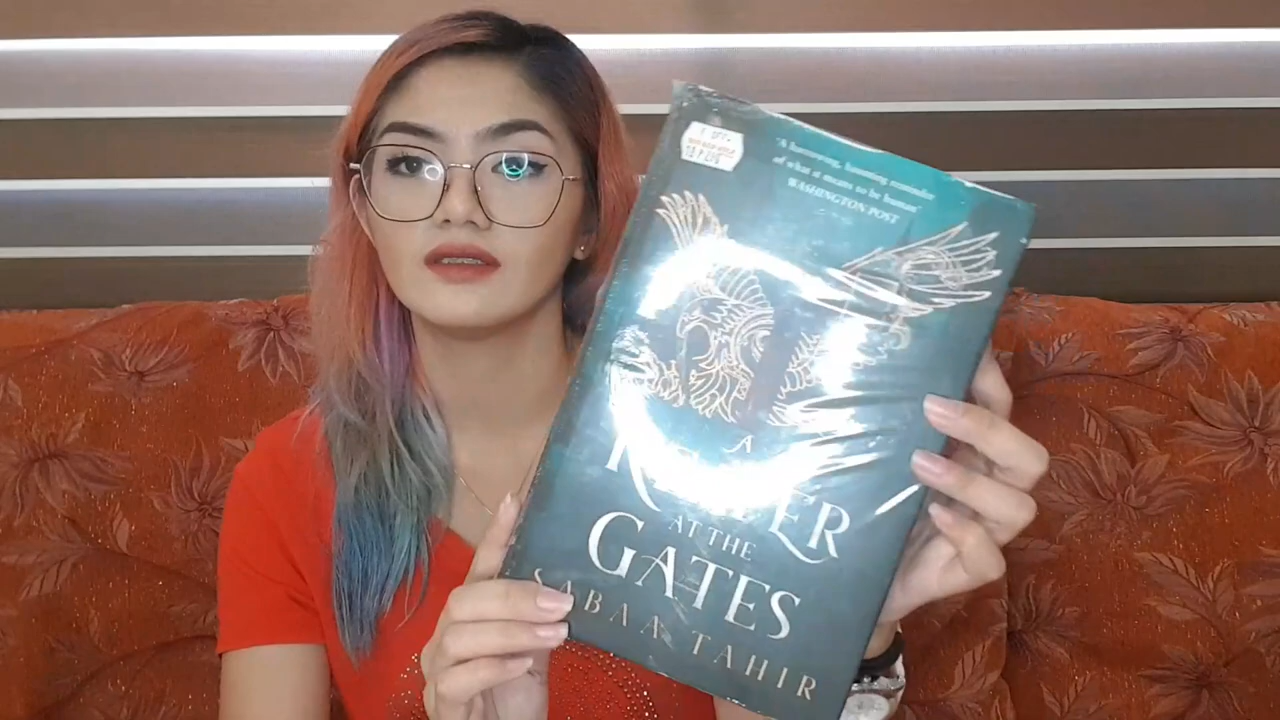 'A harrowing, haunting reminder
of what it means to be human'
WASHINGTON POST
A
AT THE
GATES
SABAA TAHIR